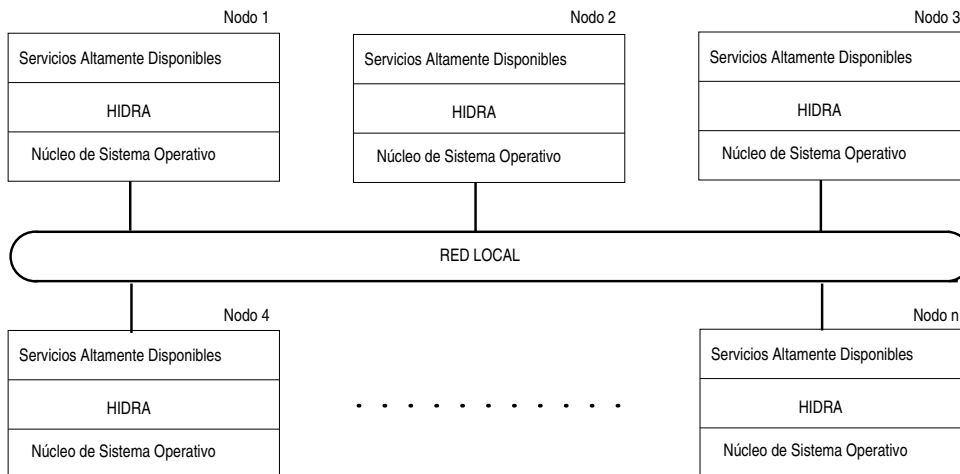 Nodo 1
Servicios Altamente Disponibles
HIDRA
Núcleo de Sistema Operativo
Nodo 2
Servicios Altamente Disponibles
HIDRA
Núcleo de Sistema Operativo
Nodo 3
Servicios Altamente Disponibles
HIDRA
Núcleo de Sistema Operativo
RED LOCAL
Nodo 4
Servicios Altamente Disponibles
HIDRA
Núcleo de Sistema Operativo
Nodo n
Servicios Altamente Disponibles
HIDRA
Núcleo de Sistema Operativo